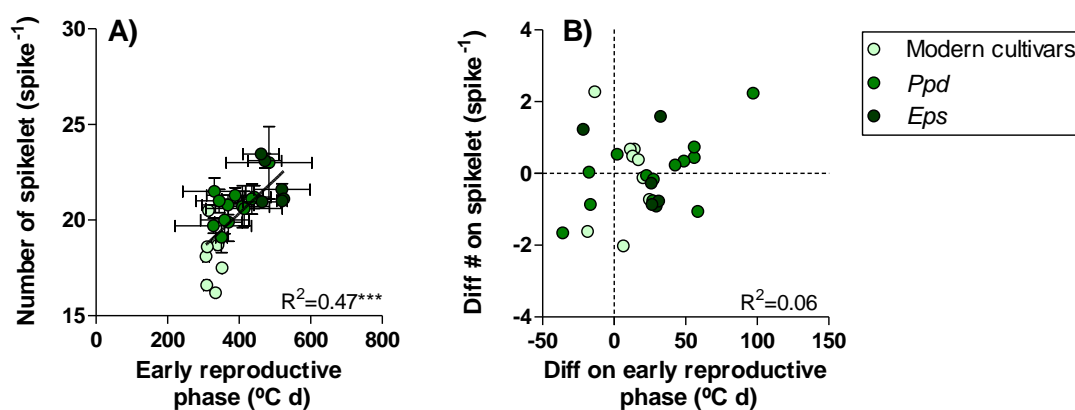 A)
Number of spikelet (spike⁻¹)
30
25
20
15
0 200 400 600 800
R²=0.47***
Early reproductive
phase (ºC d)
B)
Diff # on spikelet (spike⁻¹)
4
2
0
-2
-4
-50 0 50 100 150
R²=0.06
Diff on early reproductive
phase (ºC d)
Modern cultivars
Ppd
Eps